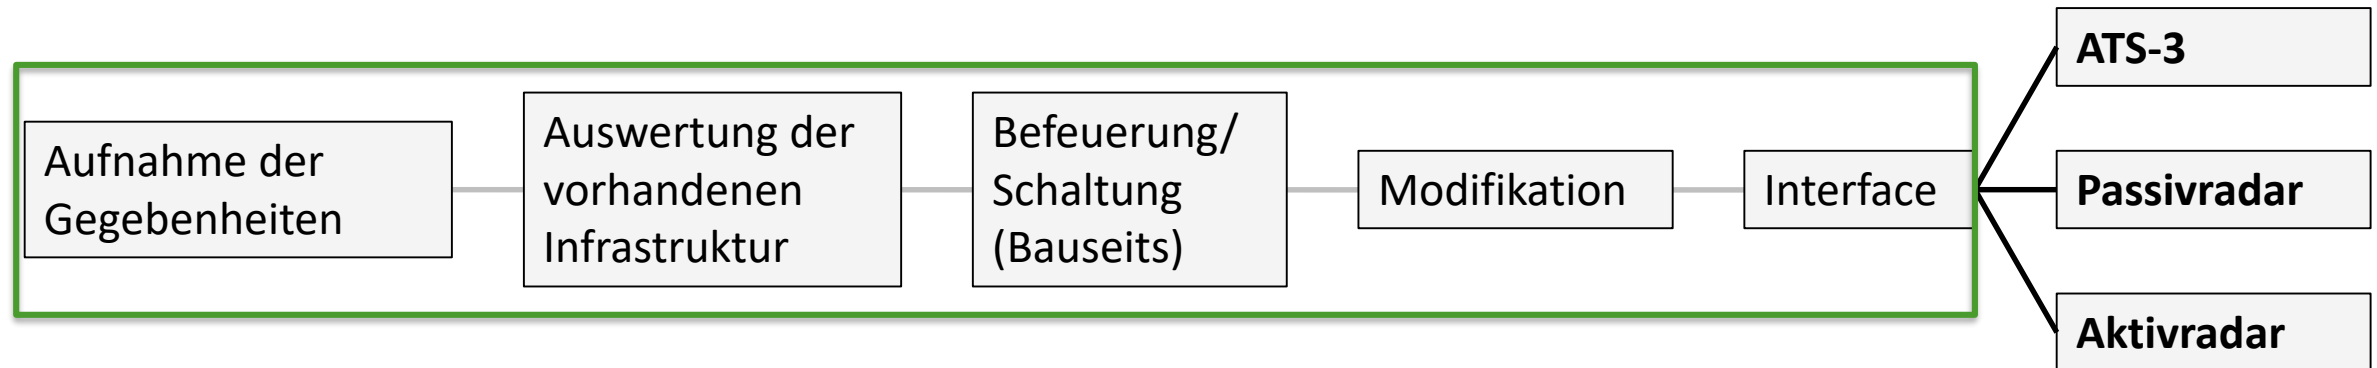 Aufnahme der
Gegebenheiten
Auswertung der
vorhandenen
Infrastruktur
Befeuerung/
Schaltung
(Bauseits)
Modifikation
Interface
ATS-3
Passivradar
Aktivradar